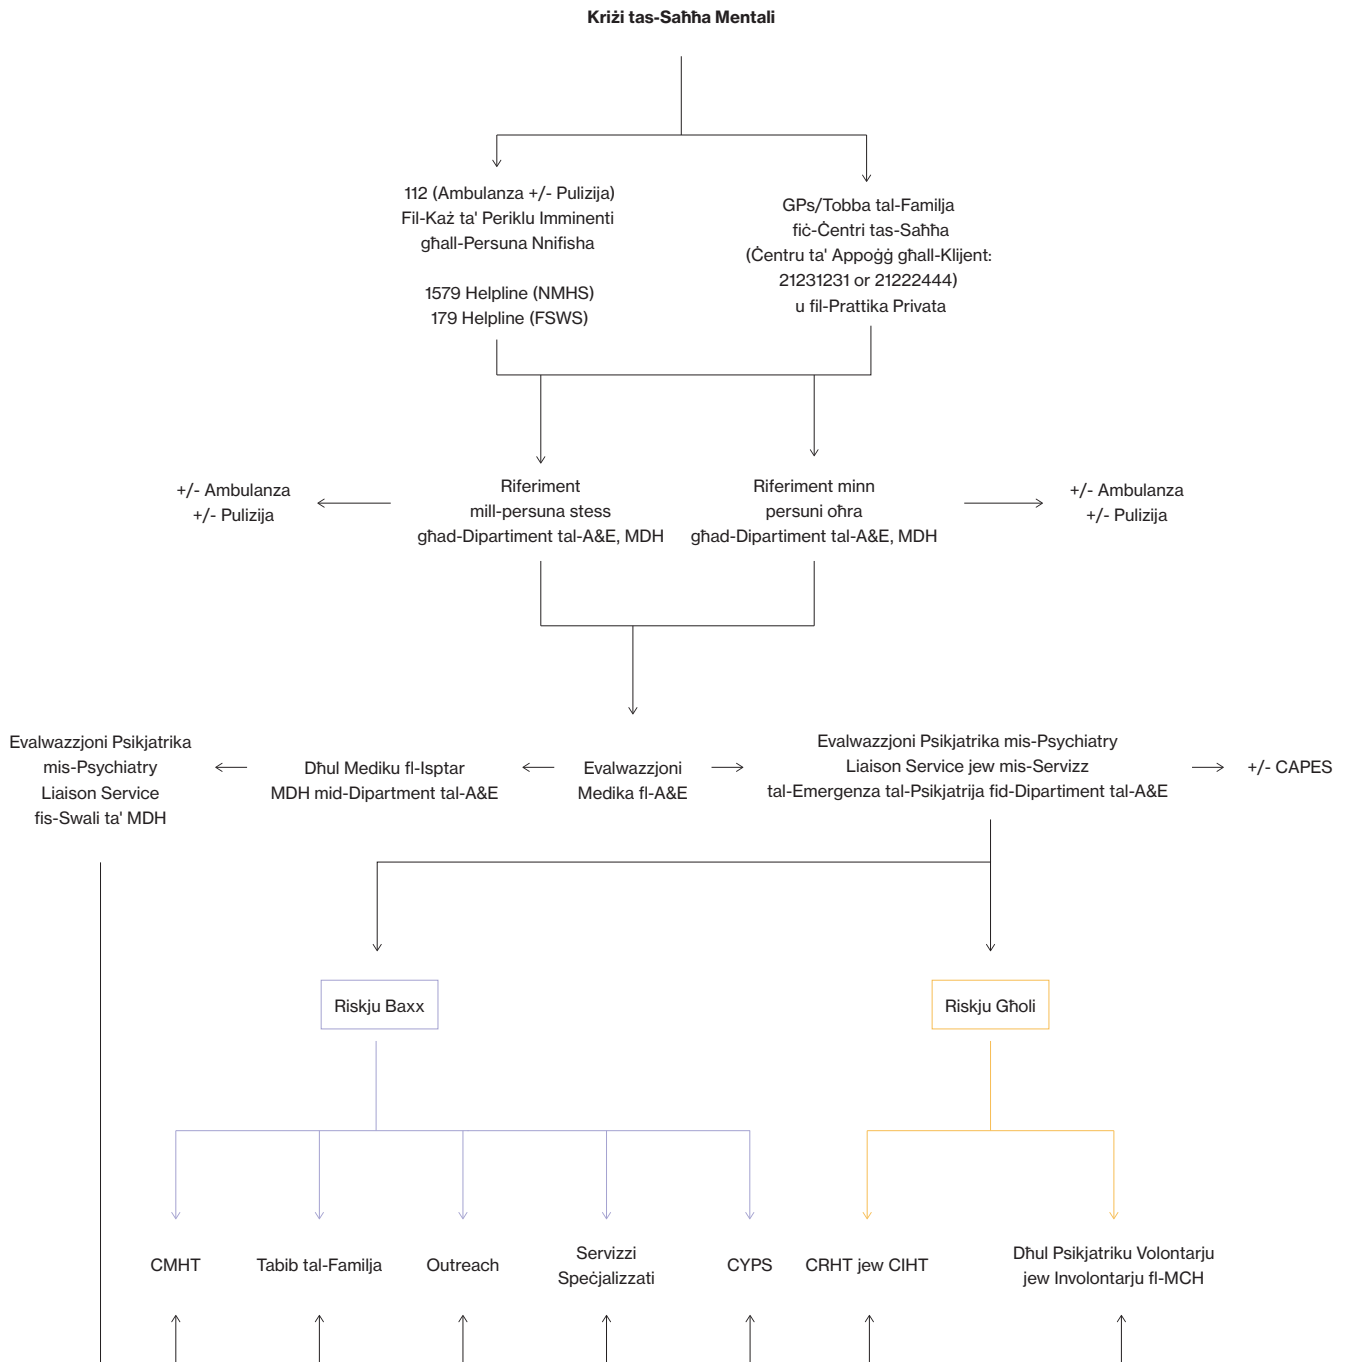 Kriżi tas-Saħħa Mentali
112 (Ambulanza +/- Pulizija)
Fil-Każ ta' Periklu Imminenti
għall-Persuna Nnifisha
1579 Helpline (NMHS)
179 Helpline (FSWS)
GPs/Tobba tal-Familja
fiċ-Ċentri tas-Saħħa
(Ċentru ta' Appoġġ għall-Klijent:
21231231 or 21222444)
u fil-Prattika Privata
+/- Ambulanza
+/- Pulizija
Riferiment
mill-persuna stess
għad-Dipartiment tal-A&E, MDH
Riferiment minn
persuni oħra
għad-Dipartiment tal-A&E, MDH
+/- Ambulanza
+/- Pulizija
Evalwazzjoni Psikjatrika
mis-Psychiatry
Liaison Service
fis-Swali ta' MDH
Dħul Mediku fl-Isptar
MDH mid-Dipartment tal-A&E
Evalwazzjoni
Medika fl-A&E
Evalwazzjoni Psikjatrika mis-Psychiatry
Liaison Service jew mis-Servizz
tal-Emergenza tal-Psikjatrija fid-Dipartiment tal-A&E
+/- CAPES
Riskju Baxx
Riskju Għoli
CMHT
Tabib tal-Familja
Outreach
Servizzi
Speċjalizzati
CYPS
CRHT jew CIHT
Dħul Psikjatriku Volontarju
jew Involontarju fl-MCH